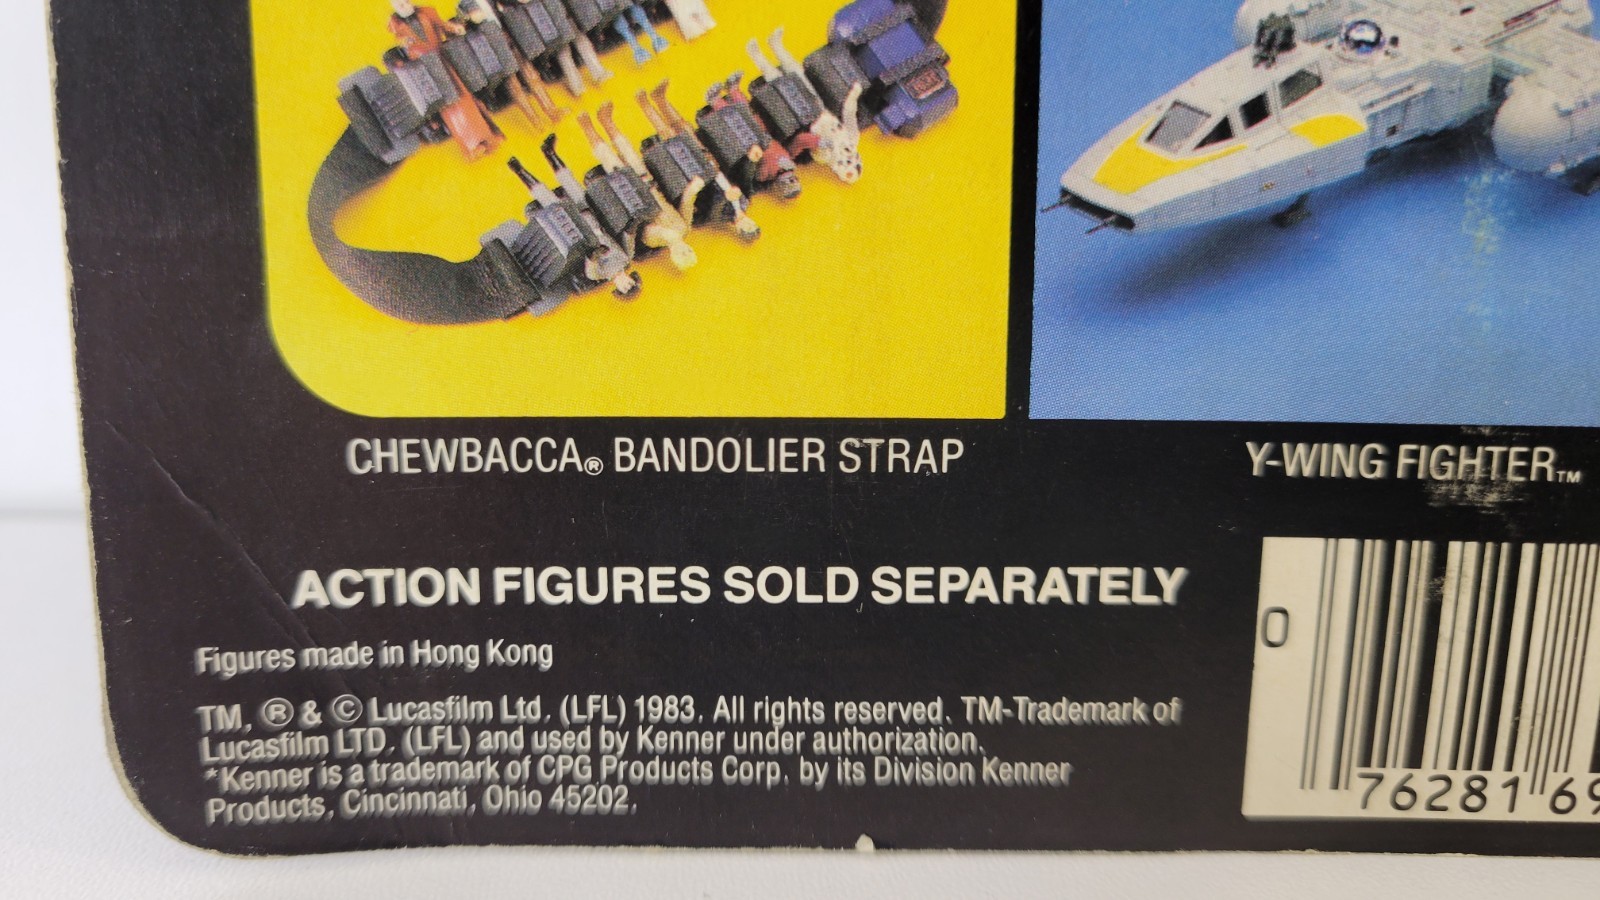 CHEWBACCA® BANDOLIER STRAP
Y-WING FIGHTER™
ACTION FIGURES SOLD SEPARATELY
Figures made in Hong Kong
TM, ® & © Lucasfilm Ltd. (LFL) 1983. All rights reserved. TM-Trademark of
Lucasfilm LTD. (LFL) and used by Kenner under authorization.
*Kenner is a trademark of CPG Products Corp. by its Division Kenner
Products, Cincinnati, Ohio 45202.
0
76281 69